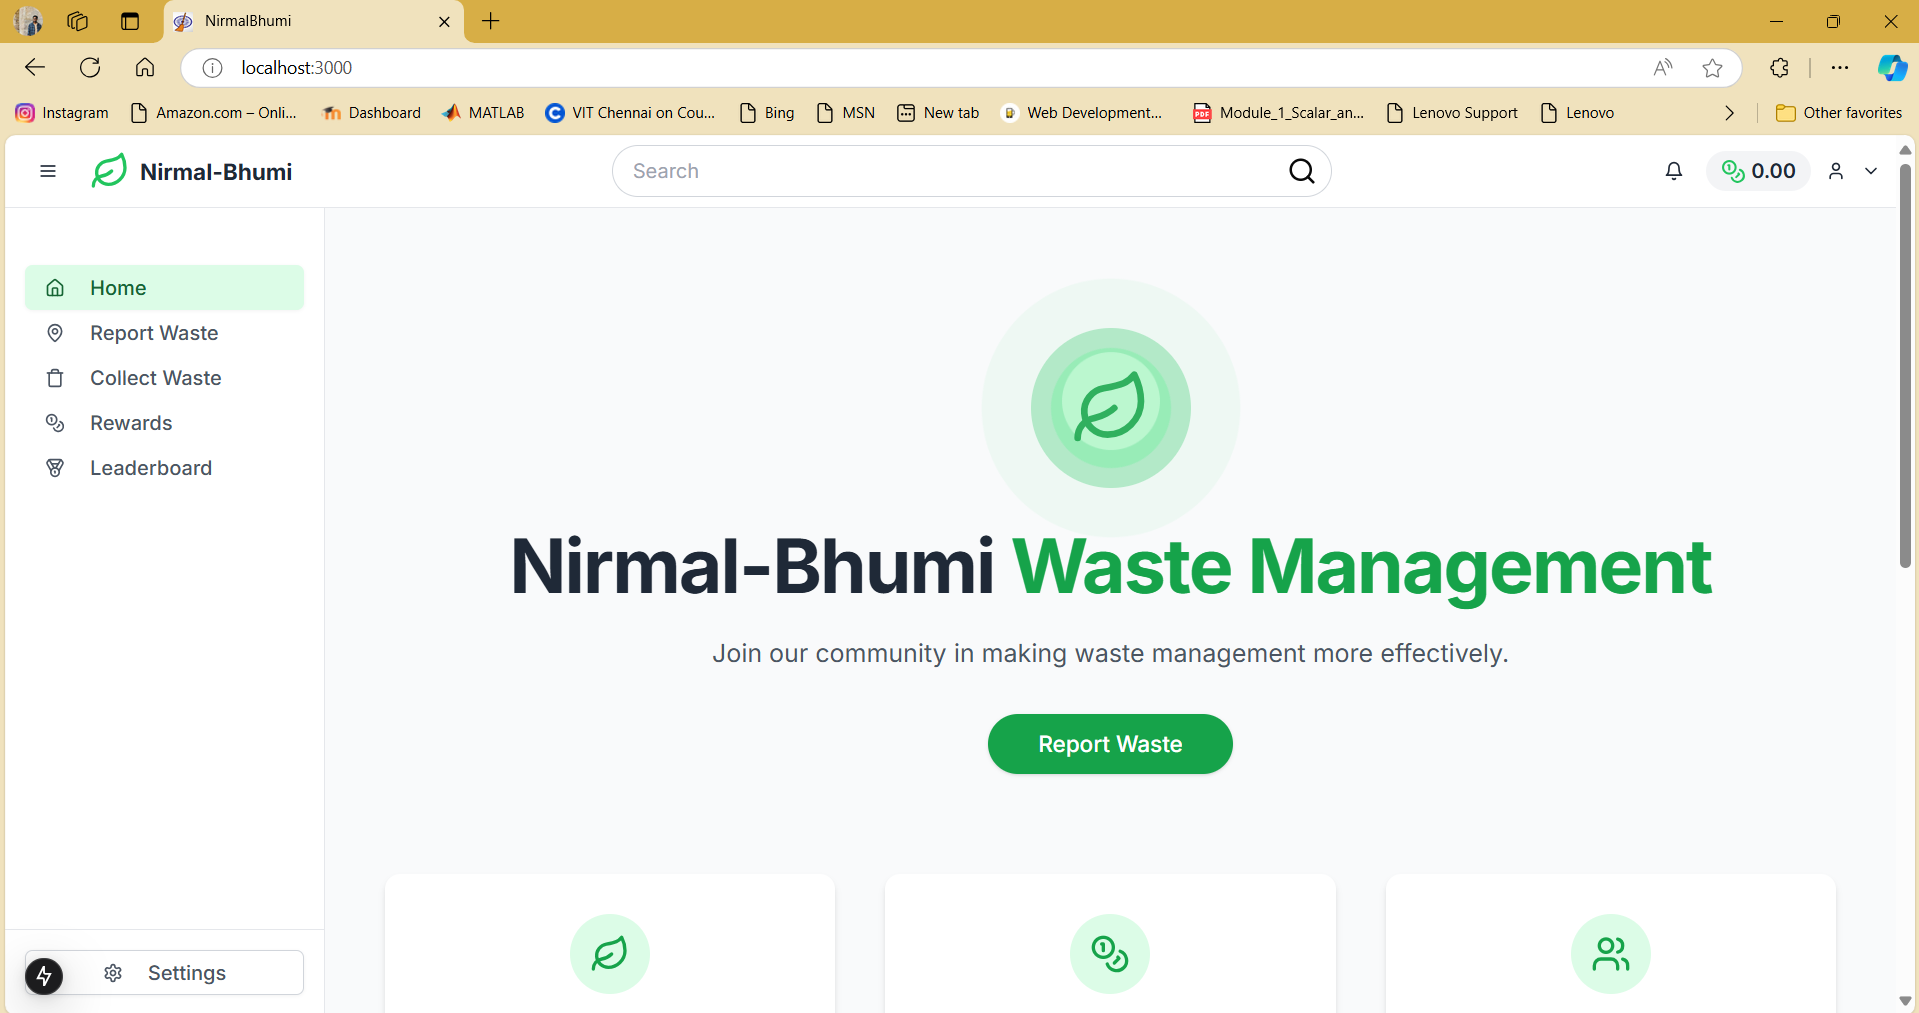 NirmalBhumi
localhost:3000
Instagram Amazon.com – Onli... Dashboard MATLAB VIT Chennai on Cou... Bing MSN New tab Web Development... Module_1_Scalar_an... Lenovo Support Lenovo Other favorites
Nirmal-Bhumi Search 0.00
Home
Report Waste
Collect Waste
Rewards
Leaderboard
Nirmal-Bhumi Waste Management
Join our community in making waste management more effectively.
Report Waste
Settings